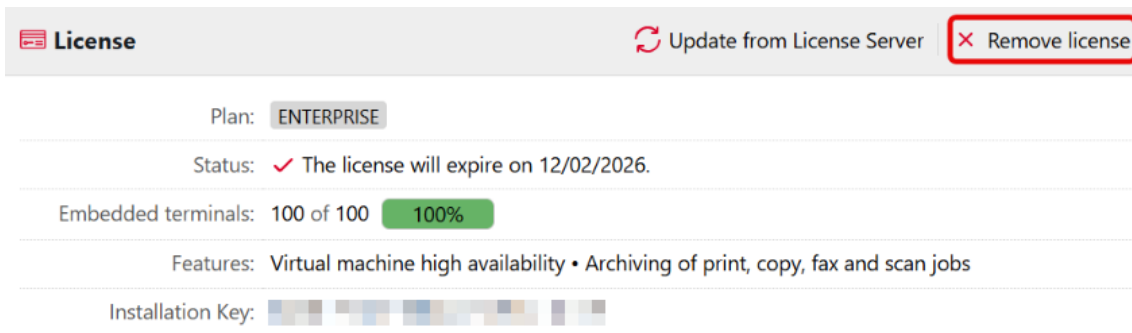 License Update from License Server Remove license
Plan: ENTERPRISE
Status: The license will expire on 12/02/2026.
Embedded terminals: 100 of 100 100%
Features: Virtual machine high availability • Archiving of print, copy, fax and scan jobs
Installation Key: